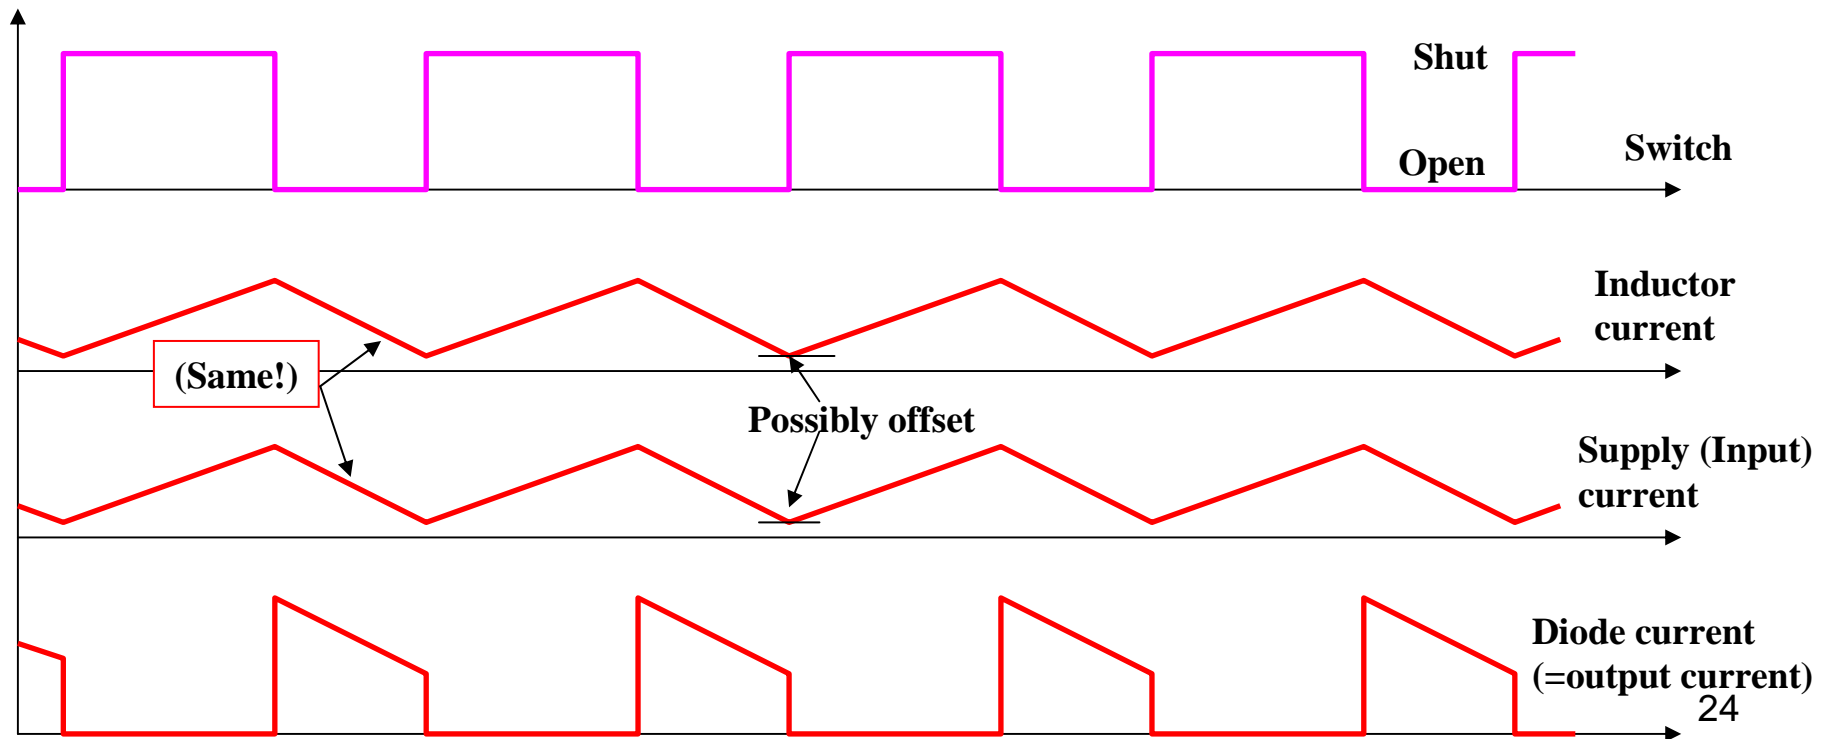 Shut
Switch
Open
Inductor
current
(Same!)
Possibly offset
Supply (Input)
current
Diode current
(=output current)
24